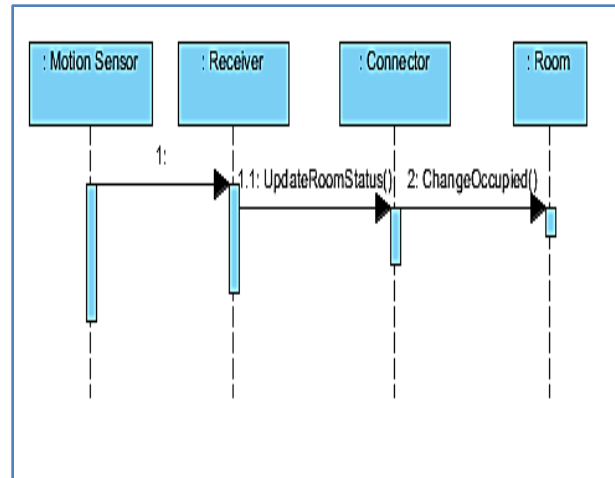 : Motion Sensor
: Receiver
: Connector
: Room
1:
1.1: UpdateRoomStatus()
2: ChangeOccupied()